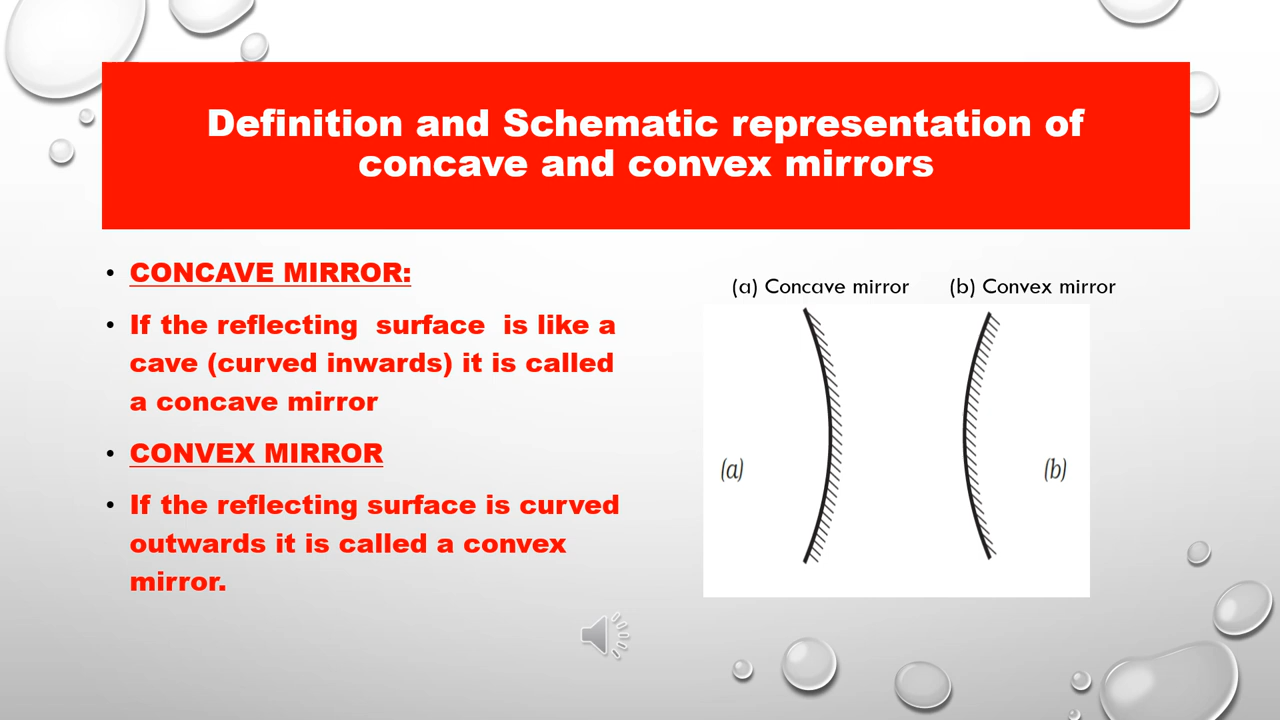 Definition and Schematic representation of
concave and convex mirrors
• CONCAVE MIRROR:
• If the reflecting surface is like a
cave (curved inwards) it is called
a concave mirror
• CONVEX MIRROR
• If the reflecting surface is curved
outwards it is called a convex
mirror.
(a) Concave mirror (b) Convex mirror
(a) (b)